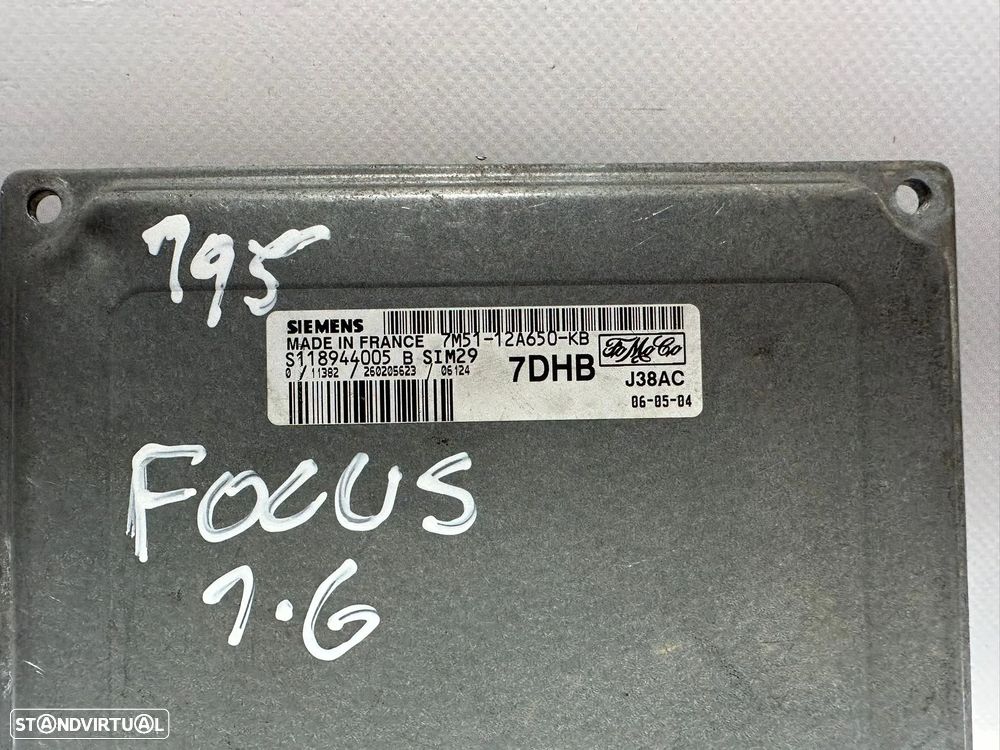 195
SIEMENS
MADE IN FRANCE 7M51-12A650-KB
S118944005 B SIM29
0 / 11382 / 260205623 / 06124
7DHB
FoMoCo
J38AC
06-05-04
FOCUS
1.6
STANDVIRTUAL